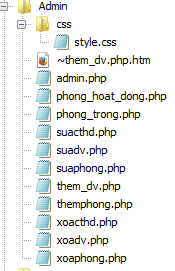 Admin
css
style.css
~them_dv.php.htm
admin.php
phong_hoat_dong.php
phong_trong.php
suacthd.php
suadv.php
suaphong.php
them_dv.php
themphong.php
xoacthd.php
xoadv.php
xoaphong.php